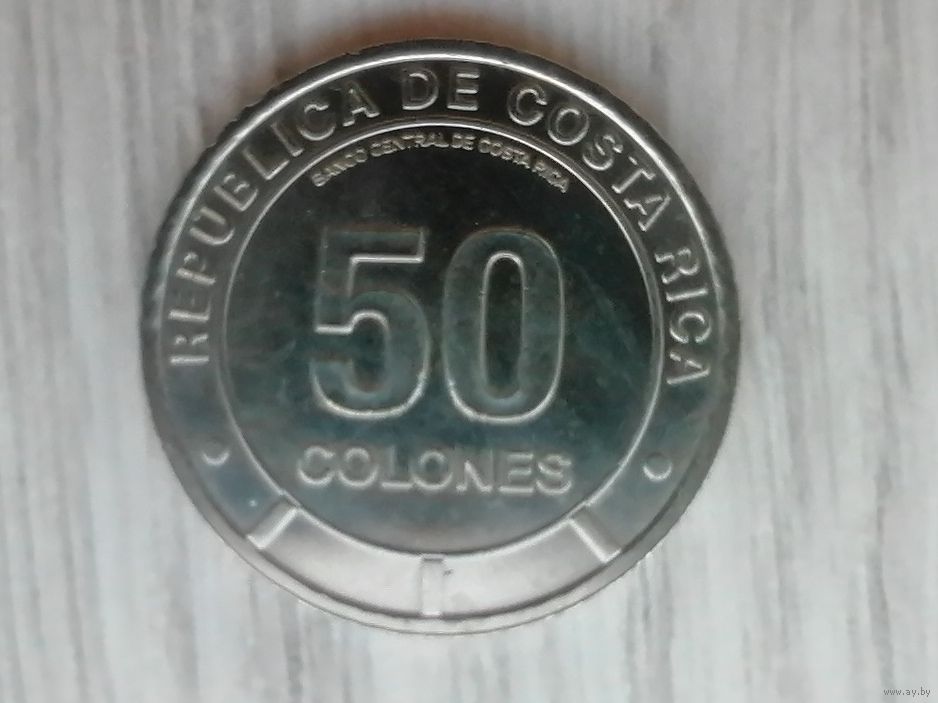 REPUBLICA DE COSTA RICA
BANCO CENTRAL DE COSTA RICA
50
COLONES
www.ay.by